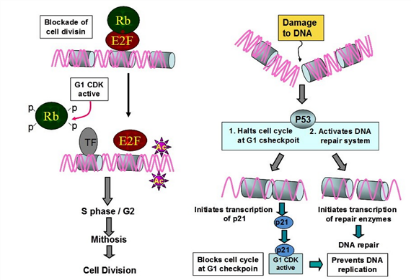 Blockade of
cell divisin
Rb
E2F
G1 CDK
active
P
P
Rb
P
P
TF
E2F
S phase / G2
Mithosis
Cell Division
Damage
to DNA
P53
1. Halts cell cycle
at G1 csheckpoit
2. Activates DNA
repair system
Initiates transcription
of p21
p21
p21
G1 CDK
active
Blocks cell cycle
at G1 checkpoin
Initiates transcription
of repair enzymes
DNA repair
Prevents DNA
replication